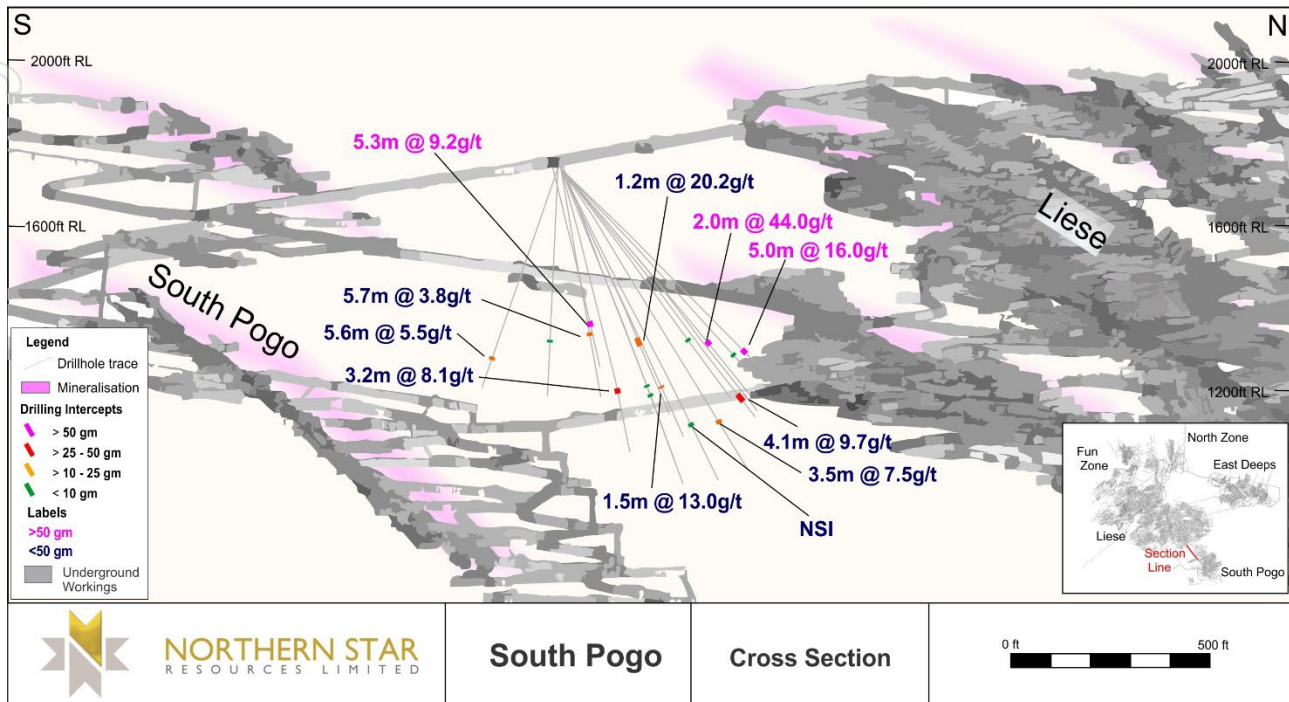 S
N
2000ft RL
2000ft RL
5.3m @ 9.2g/t
1.2m @ 20.2g/t
2.0m @ 44.0g/t
5.0m @ 16.0g/t
1600ft RL
1600ft RL
Liese
South Pogo
5.7m @ 3.8g/t
5.6m @ 5.5g/t
3.2m @ 8.1g/t
1200ft RL
4.1m @ 9.7g/t
3.5m @ 7.5g/t
1.5m @ 13.0g/t
NSI
Legend
Drillhole trace
Mineralisation
Drilling Intercepts
> 50 gm
> 25 - 50 gm
> 10 - 25 gm
< 10 gm
Labels
>50 gm
<50 gm
Underground
Workings
North Zone
Fun
Zone
East Deeps
Liese
Section
Line
South Pogo
NORTHERN STAR
RESOURCES LIMITED
South Pogo
Cross Section
0 ft
500 ft